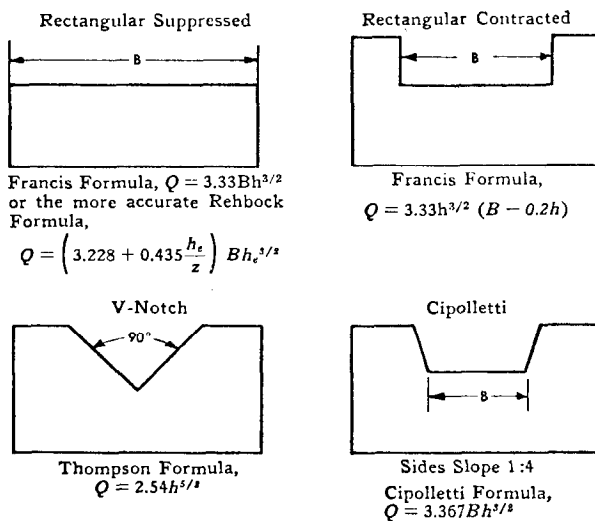 Rectangular Suppressed
B
Francis Formula, Q = 3.33Bh^3/2
or the more accurate Rehbock
Formula,
Q = (3.228 + 0.435 h_e/z) Bh_e^3/2
Rectangular Contracted
B
Francis Formula,
Q = 3.33h^3/2 (B − 0.2h)
V-Notch
90°
Thompson Formula,
Q = 2.54h^5/2
Cipolletti
B
Sides Slope 1:4
Cipolletti Formula,
Q = 3.367Bh^3/2